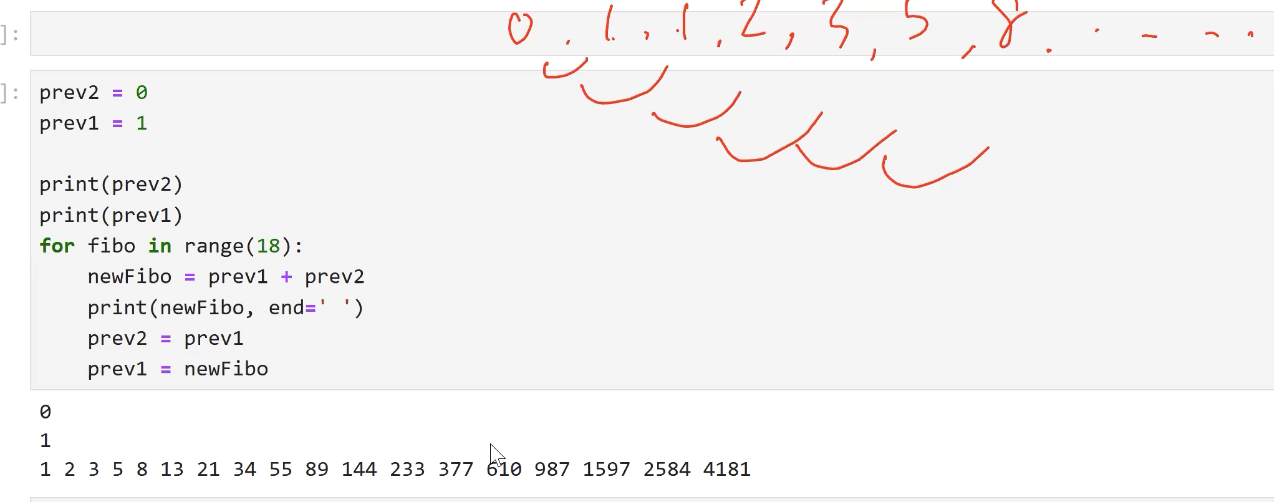 ]:
0, 1, 1, 2, 3, 5, 8, . - - .
]:
prev2 = 0
prev1 = 1
print(prev2)
print(prev1)
for fibo in range(18):
    newFibo = prev1 + prev2
    print(newFibo, end=' ')
    prev2 = prev1
    prev1 = newFibo
0
1
1 2 3 5 8 13 21 34 55 89 144 233 377 610 987 1597 2584 4181